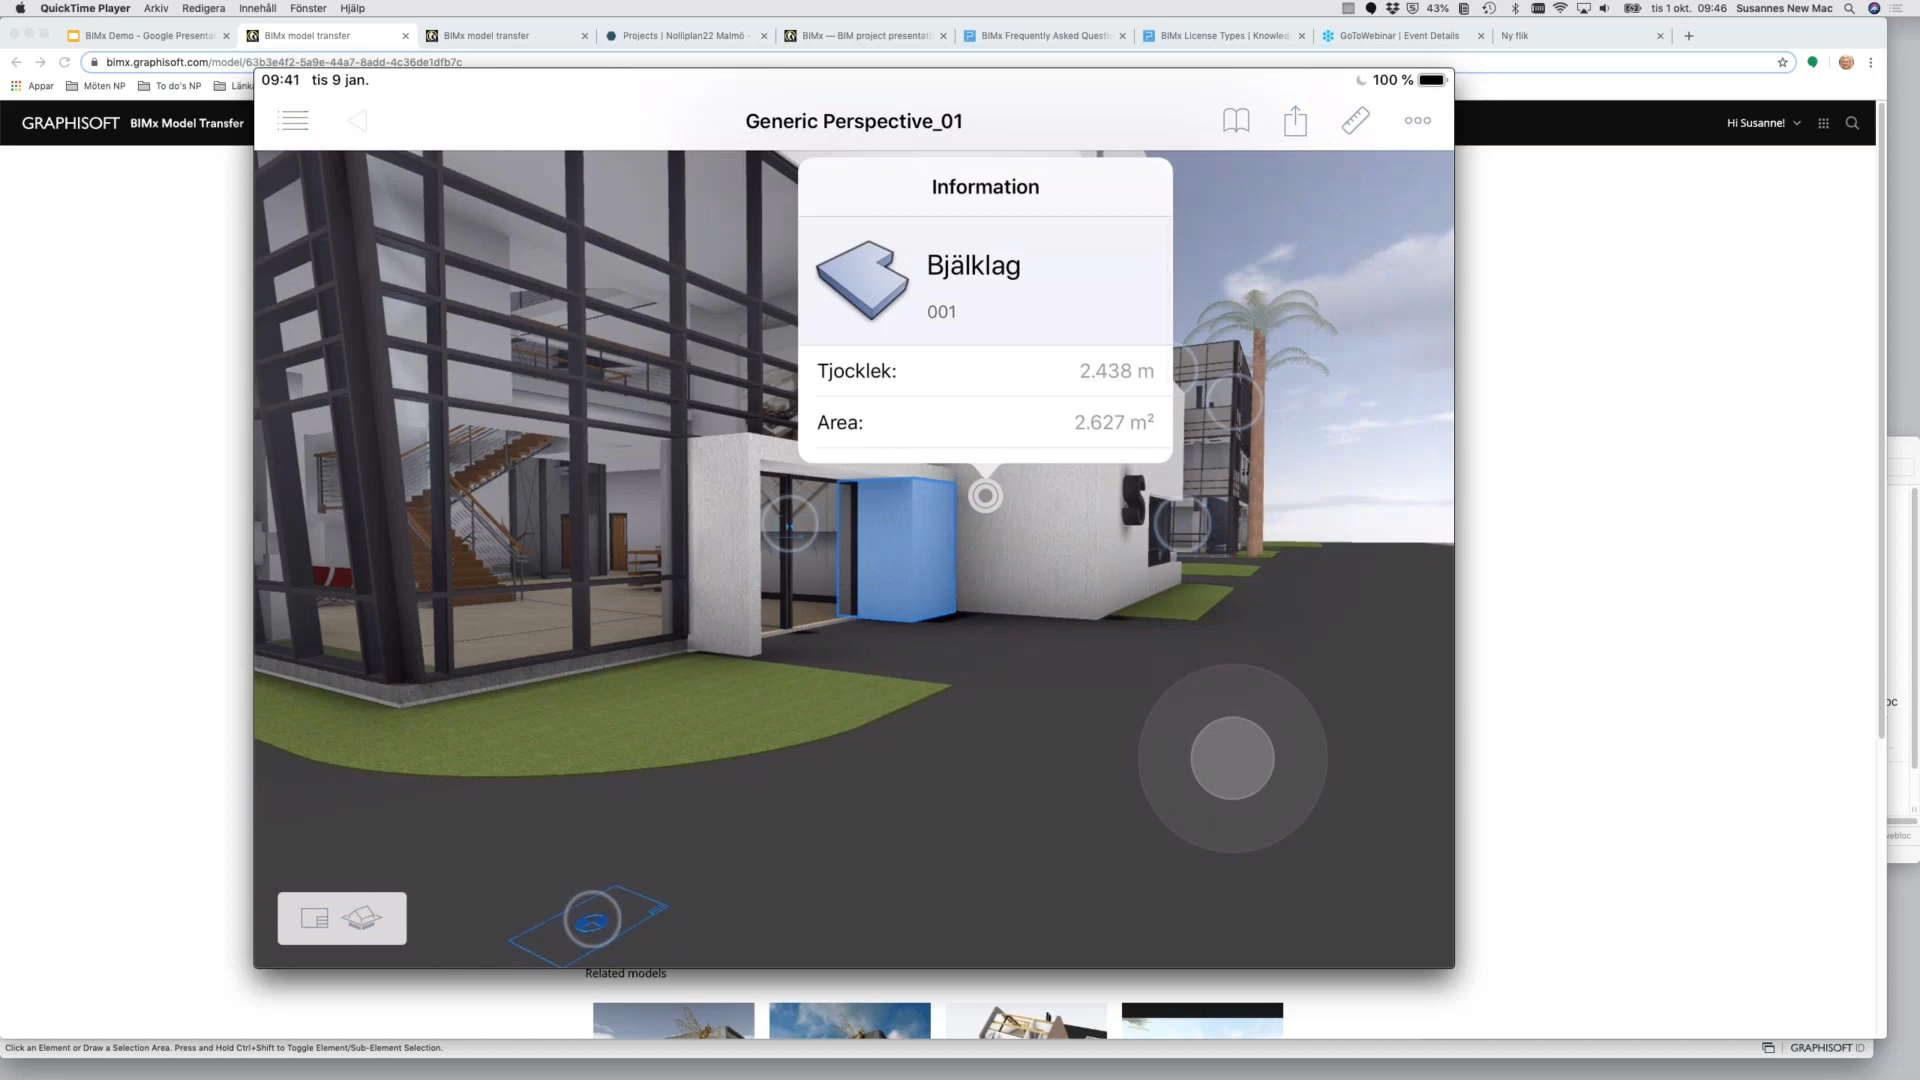 QuickTime Player Arkiv Redigera Innehåll Fönster Hjälp
43% tis 1 okt. 09:46 Susannes New Mac
BIMx Demo - Google Presentat
BIMx model transfer
BIMx model transfer
Projects | Nolliplan22 Malmö -
BIMx — BIM project presentati
BIMx Frequently Asked Questi
BIMx License Types | Knowled
GoToWebinar | Event Details
Ny flik
bimx.graphisoft.com/model/63b3e4f2-5a9e-44a7-8add-4c36de1dfb7c
Appar Möten NP To do's NP Länka
GRAPHISOFT BIMx Model Transfer
Hi Susanne!
09:41 tis 9 jan.
100 %
Generic Perspective_01
Information
Bjälklag
001
Tjocklek: 2.438 m
Area: 2.627 m²
S
Related models
Click an Element or Draw a Selection Area. Press and Hold Ctrl+Shift to Toggle Element/Sub-Element Selection.
GRAPHISOFT ID